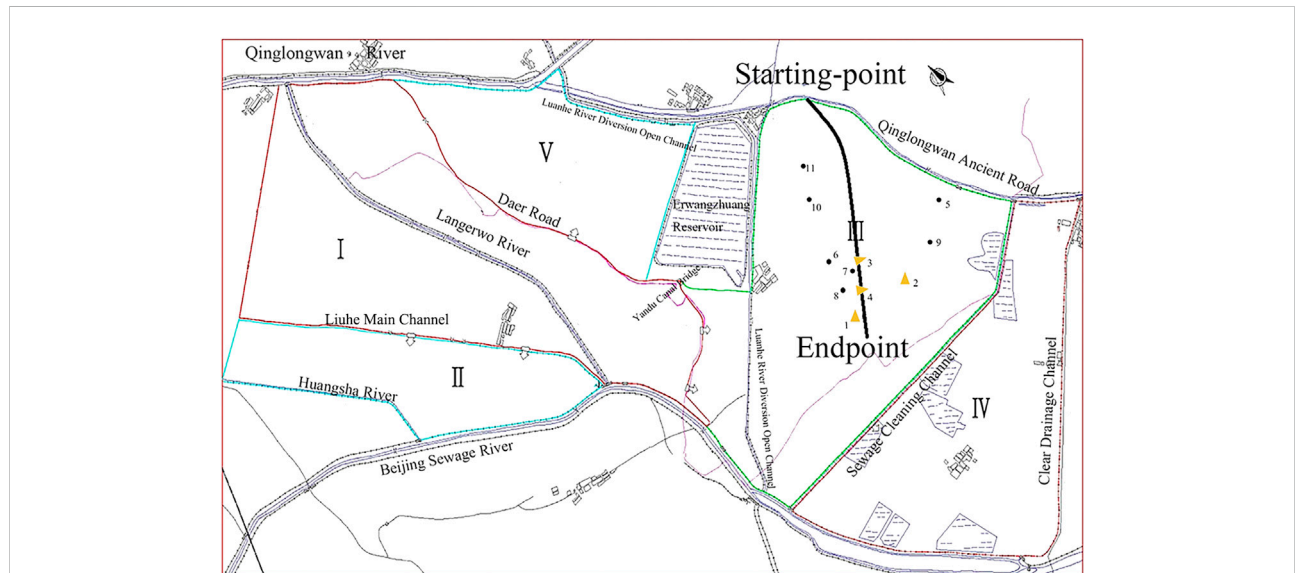 Qinglongwan River
Starting-point
Luanhe River Diversion Open Channel
Qinglongwan Ancient Road
V
11
Daer Road
10
5
Erwangzhuang
Reservoir
Langerwo River
III
9
I
6
3
7
2
Yandu Canal Bridge
8
4
Liuhe Main Channel
1
Endpoint
Luanhe River Diversion Open Channel
Sewage Cleaning Channel
Clear Drainage Channel
II
Huangsha River
IV
Beijing Sewage River